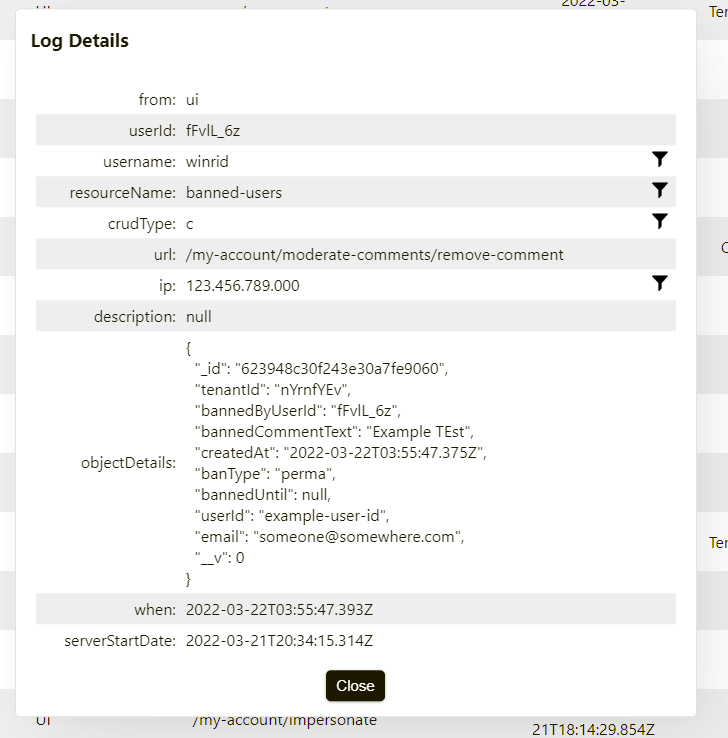 2022-03-
Ter
Log Details
from: ui
userId: fFvlL_6z
username: winrid
resourceName: banned-users
crudType: c
url: /my-account/moderate-comments/remove-comment
ip: 123.456.789.000
description: null
objectDetails:
{
"_id": "623948c30f243e30a7fe9060",
"tenantId": "nYrnfYEv",
"bannedByUserId": "fFvlL_6z",
"bannedCommentText": "Example TEst",
"createdAt": "2022-03-22T03:55:47.375Z",
"banType": "perma",
"bannedUntil": null,
"userId": "example-user-id",
"email": "someone@somewhere.com",
"__v": 0
}
Ter
when: 2022-03-22T03:55:47.393Z
serverStartDate: 2022-03-21T20:34:15.314Z
Close
UI
/my-account/impersonate
21T18:14:29.854Z